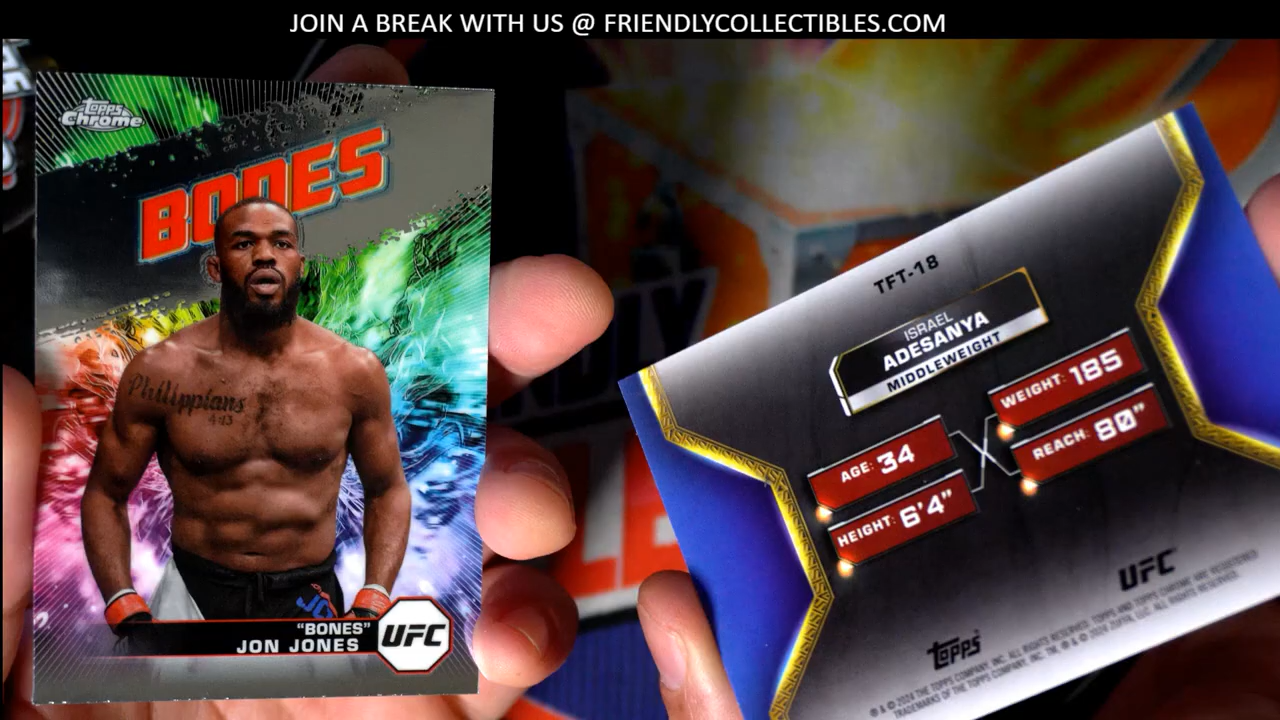 JOIN A BREAK WITH US @ FRIENDLYCOLLECTIBLES.COM
Topps
Chrome
BONES
Philippians
4:13
"BONES"
JON JONES
UFC
TFT-18
ISRAEL
ADESANYA
MIDDLEWEIGHT
AGE: 34
WEIGHT: 185
HEIGHT: 6'4"
REACH: 80"
UFC
Topps